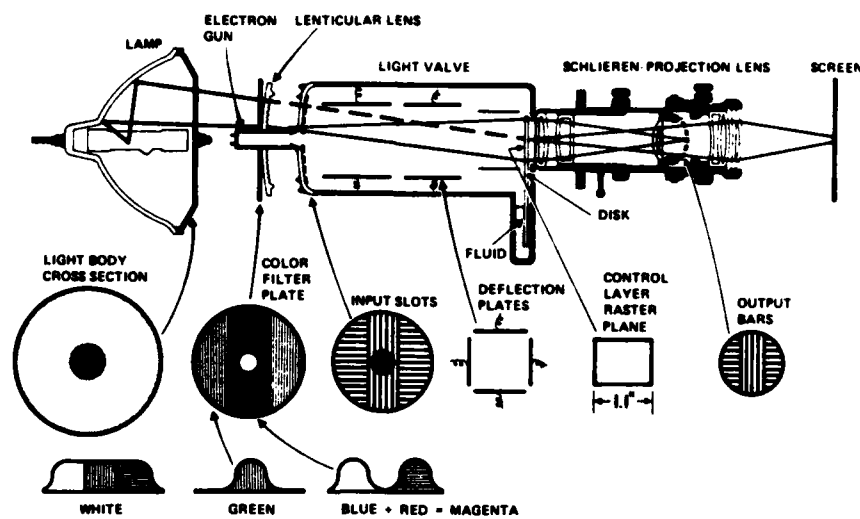 ELECTRON
GUN
LENTICULAR LENS
LAMP
LIGHT VALVE
SCHLIEREN PROJECTION LENS
SCREEN
DISK
FLUID
LIGHT BODY
CROSS SECTION
COLOR
FILTER
PLATE
INPUT SLOTS
DEFLECTION
PLATES
CONTROL
LAYER
RASTER
PLANE
OUTPUT
BARS
1.1"
WHITE
GREEN
BLUE + RED = MAGENTA